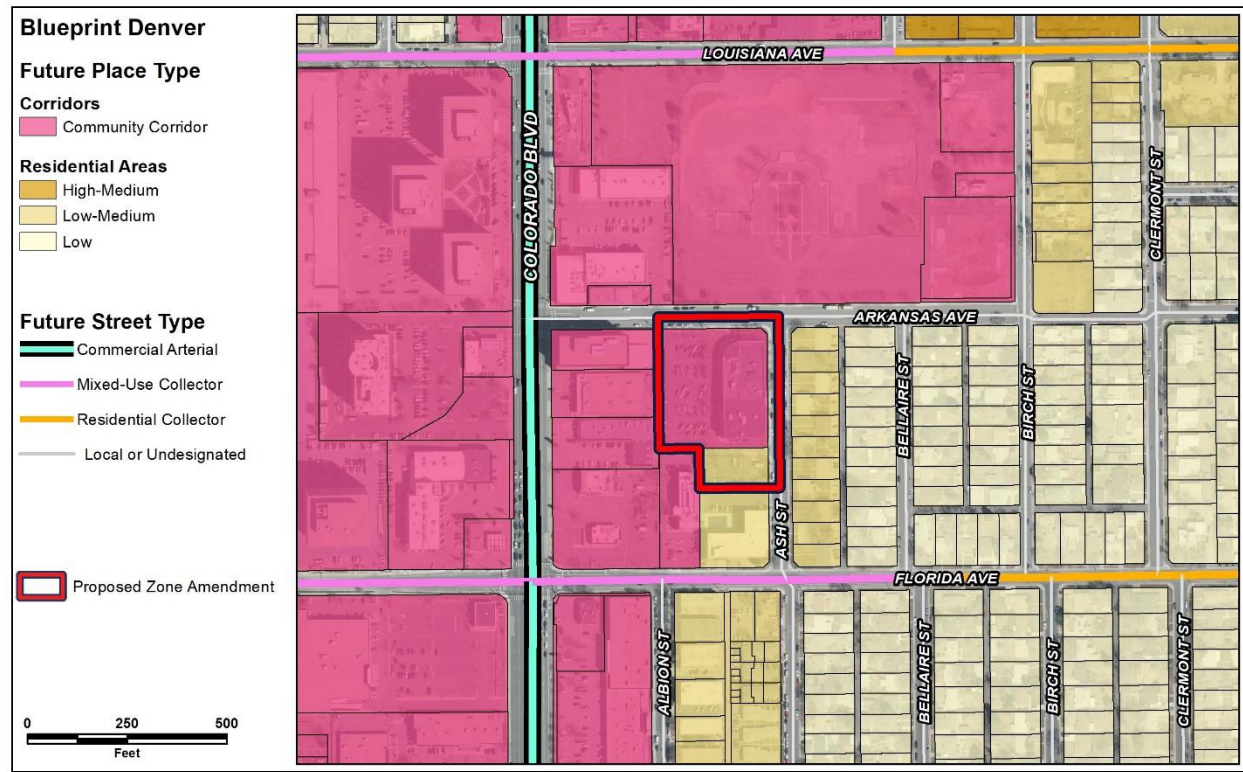 Blueprint Denver
Future Place Type
Corridors
Community Corridor
Residential Areas
High-Medium
Low-Medium
Low
Future Street Type
Commercial Arterial
Mixed-Use Collector
Residential Collector
Local or Undesignated
Proposed Zone Amendment
0 250 500
Feet
LOUISIANA AVE
COLORADO BLVD
CLERMONT ST
ARKANSAS AVE
BELLAIRE ST
BIRCH ST
ASH ST
FLORIDA AVE
ALBION ST
BELLAIRE ST
BIRCH ST
CLERMONT ST